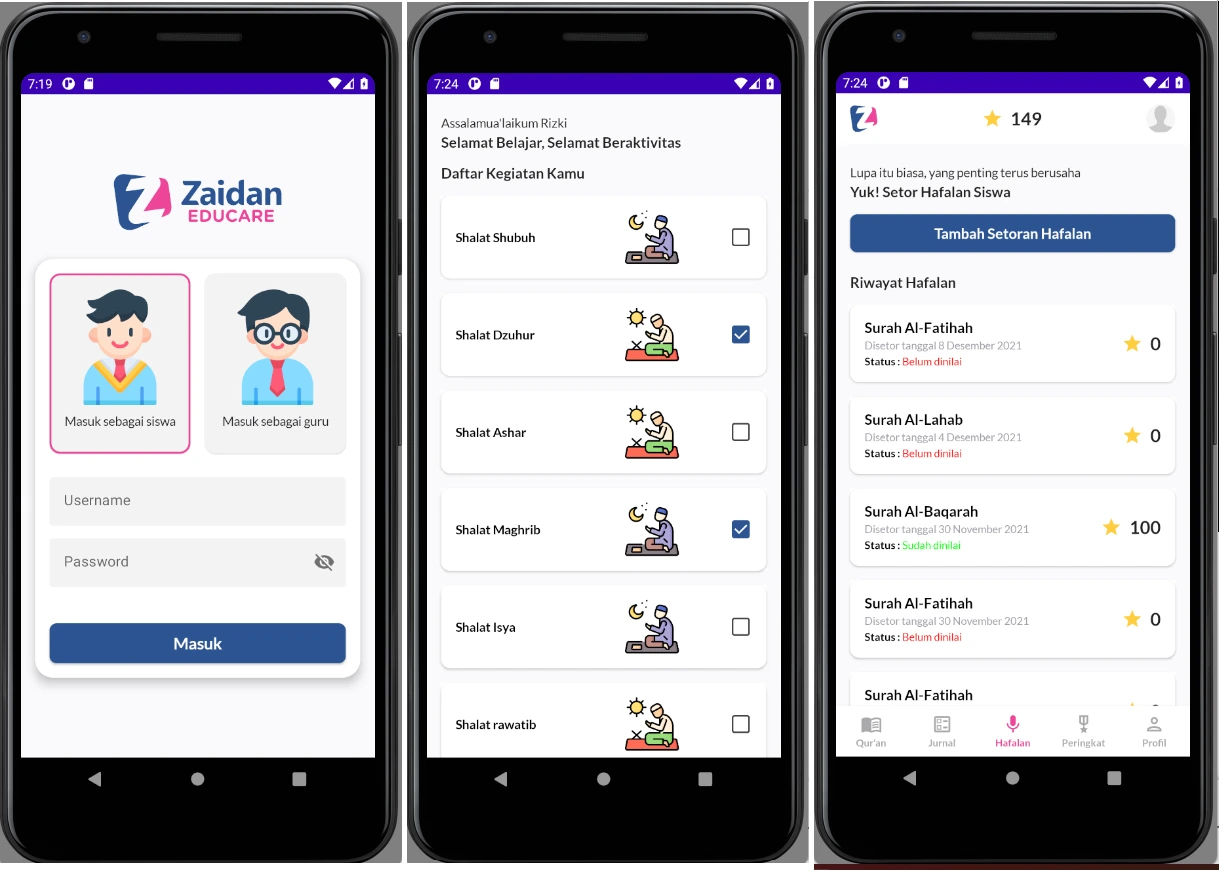 7:19
Zaidan
EDUCARE
Masuk sebagai siswa
Masuk sebagai guru
Username
Password
Masuk
7:24
Assalamua'laikum Rizki
Selamat Belajar, Selamat Beraktivitas
Daftar Kegiatan Kamu
Shalat Shubuh
Shalat Dzuhur
Shalat Ashar
Shalat Maghrib
Shalat Isya
Shalat rawatib
7:24
149
Lupa itu biasa, yang penting terus berusaha
Yuk! Setor Hafalan Siswa
Tambah Setoran Hafalan
Riwayat Hafalan
Surah Al-Fatihah
Disetor tanggal 8 Desember 2021
0
Status : Belum dinilai
Surah Al-Lahab
Disetor tanggal 4 Desember 2021
0
Status : Belum dinilai
Surah Al-Baqarah
Disetor tanggal 30 November 2021
100
Status : Sudah dinilai
Surah Al-Fatihah
Disetor tanggal 30 November 2021
0
Status : Belum dinilai
Surah Al-Fatihah
Qur'an
Jurnal
Hafalan
Peringkat
Profil